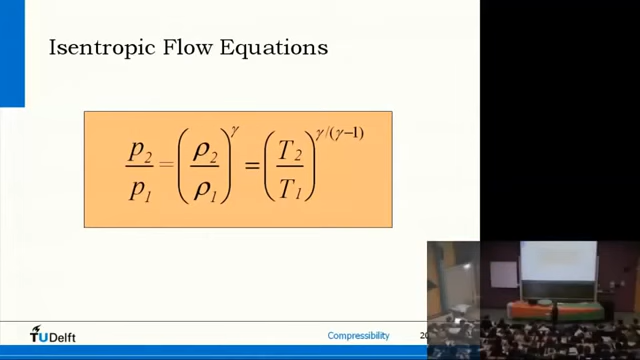 Isentropic Flow Equations
p₂/p₁ = (ρ₂/ρ₁)^γ = (T₂/T₁)^(γ/(γ−1))
TUDelft
Compressibility